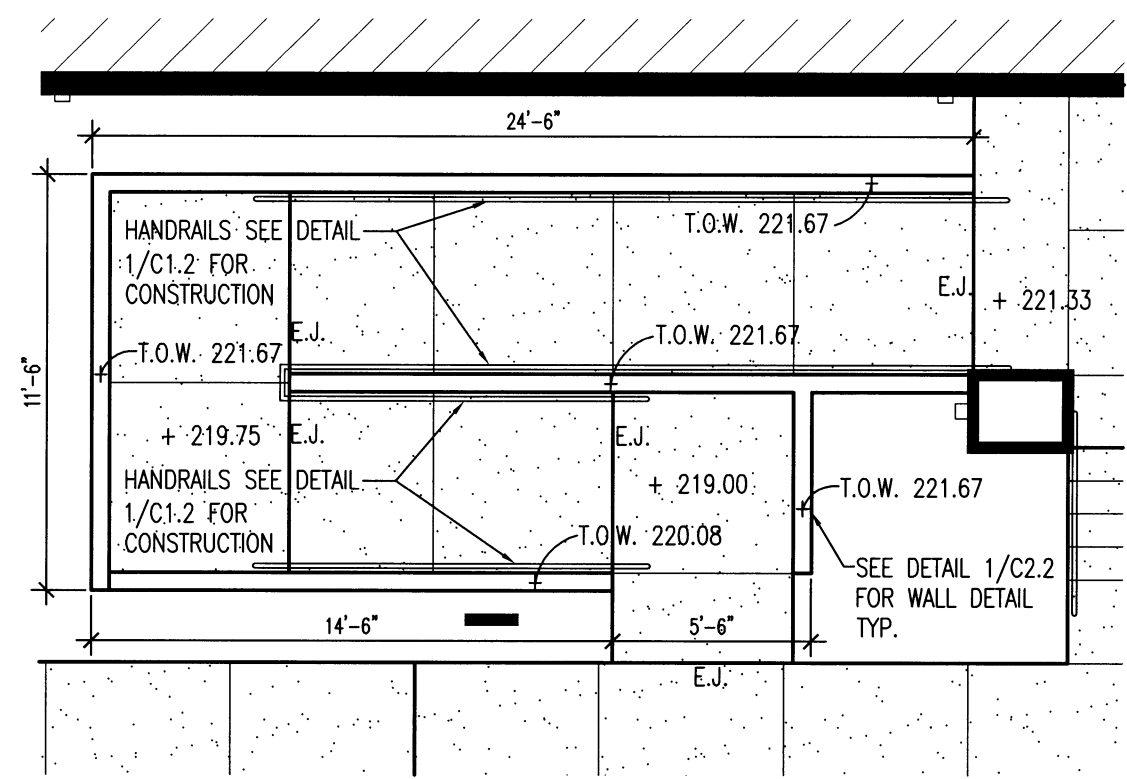 24'-6"
HANDRAILS SEE DETAIL
1/C1.2 FOR
CONSTRUCTION
T.O.W. 221.67
E.J.
+ 221.33
E.J.
T.O.W. 221.67
T.O.W. 221.67
11'-6"
+ 219.75
E.J.
E.J.
HANDRAILS SEE DETAIL
1/C1.2 FOR
CONSTRUCTION
+ 219.00
T.O.W. 221.67
T.O.W. 220.08
SEE DETAIL 1/C2.2
FOR WALL DETAIL
TYP.
14'-6"
5'-6"
E.J.